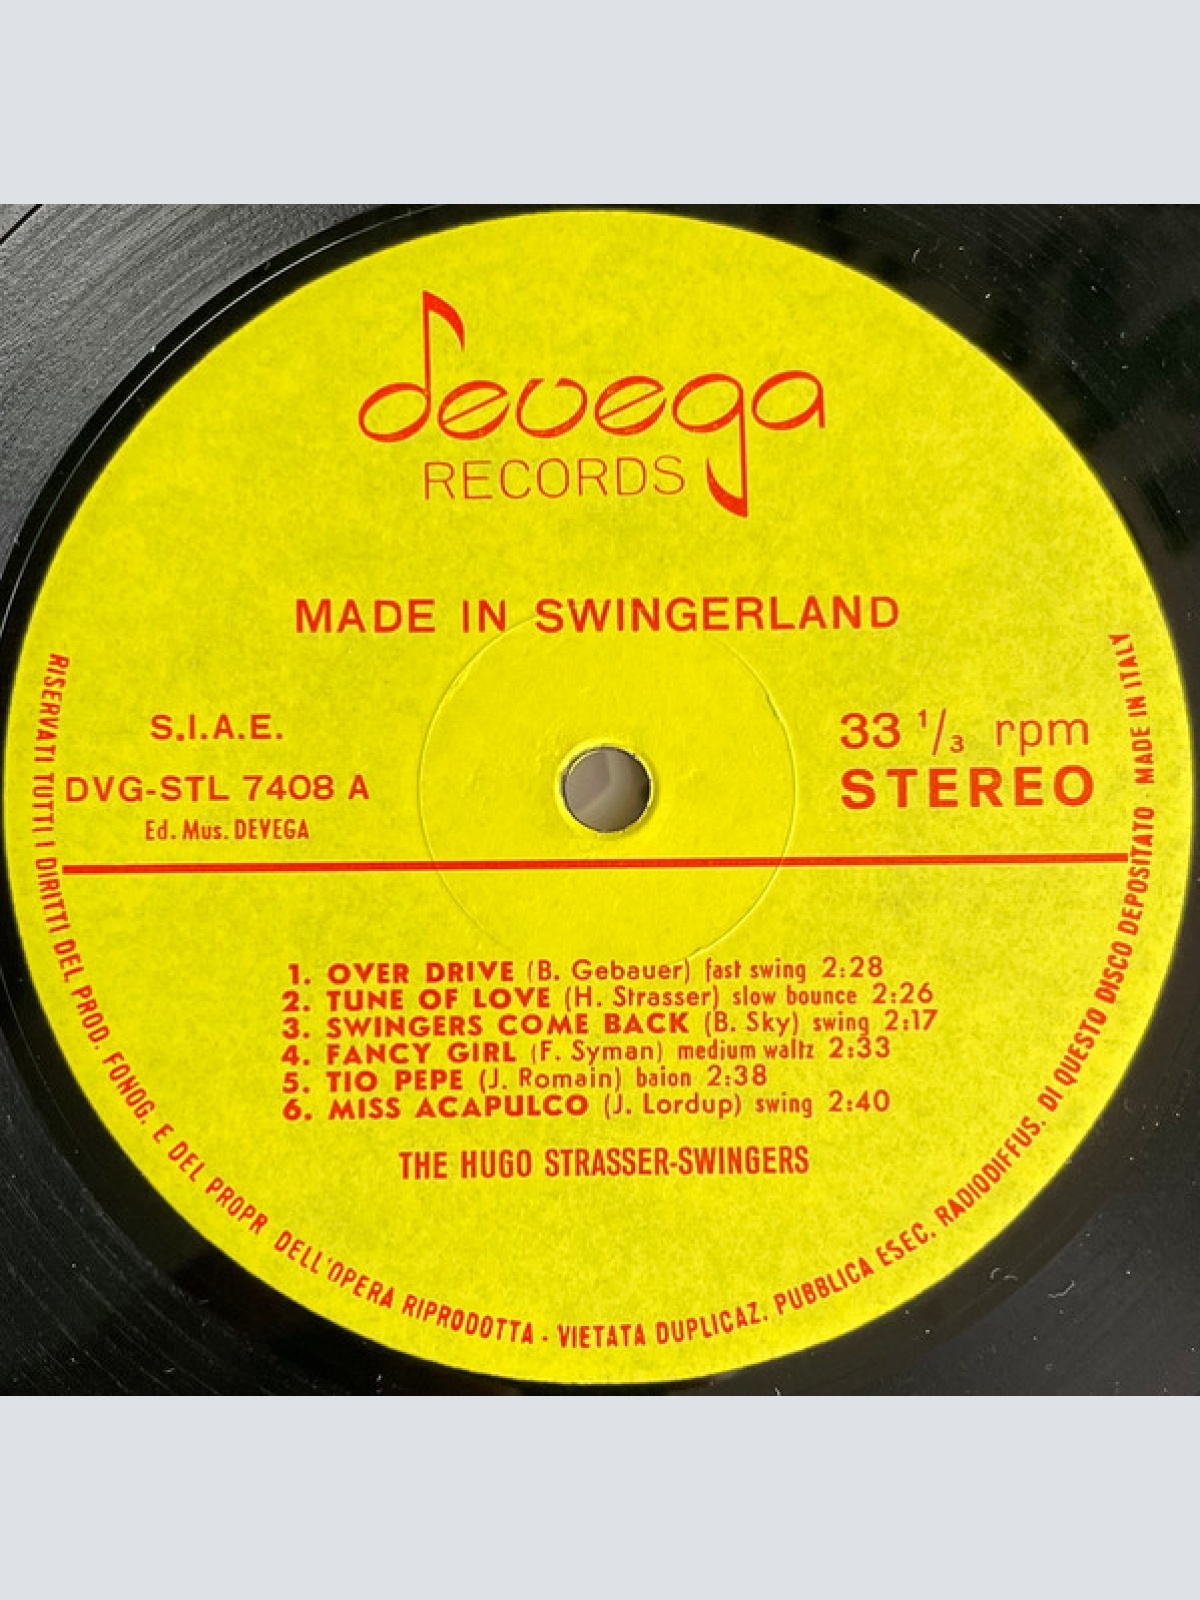 devega
RECORDS
MADE IN SWINGERLAND
S.I.A.E.
DVG-STL 7408 A
Ed. Mus. DEVEGA
33 1/3 rpm
STEREO
1. OVER DRIVE (B. Gebauer) fast swing 2:28
2. TUNE OF LOVE (H. Strasser) slow bounce 2:26
3. SWINGERS COME BACK (B. Sky) swing 2:17
4. FANCY GIRL (F. Syman) medium waltz 2:33
5. TIO PEPE (J. Romain) baion 2:38
6. MISS ACAPULCO (J. Lordup) swing 2:40
THE HUGO STRASSER-SWINGERS
RISERVATI TUTTI I DIRITTI DEL PROD. FONOG. E DEL PROPR DELL'OPERA RIPRODOTTA - VIETATA DUPLICAZ. PUBBLICA ESEC. RADIODIFFUS. DI QUESTO DISCO DEPOSITATO - MADE IN ITALY